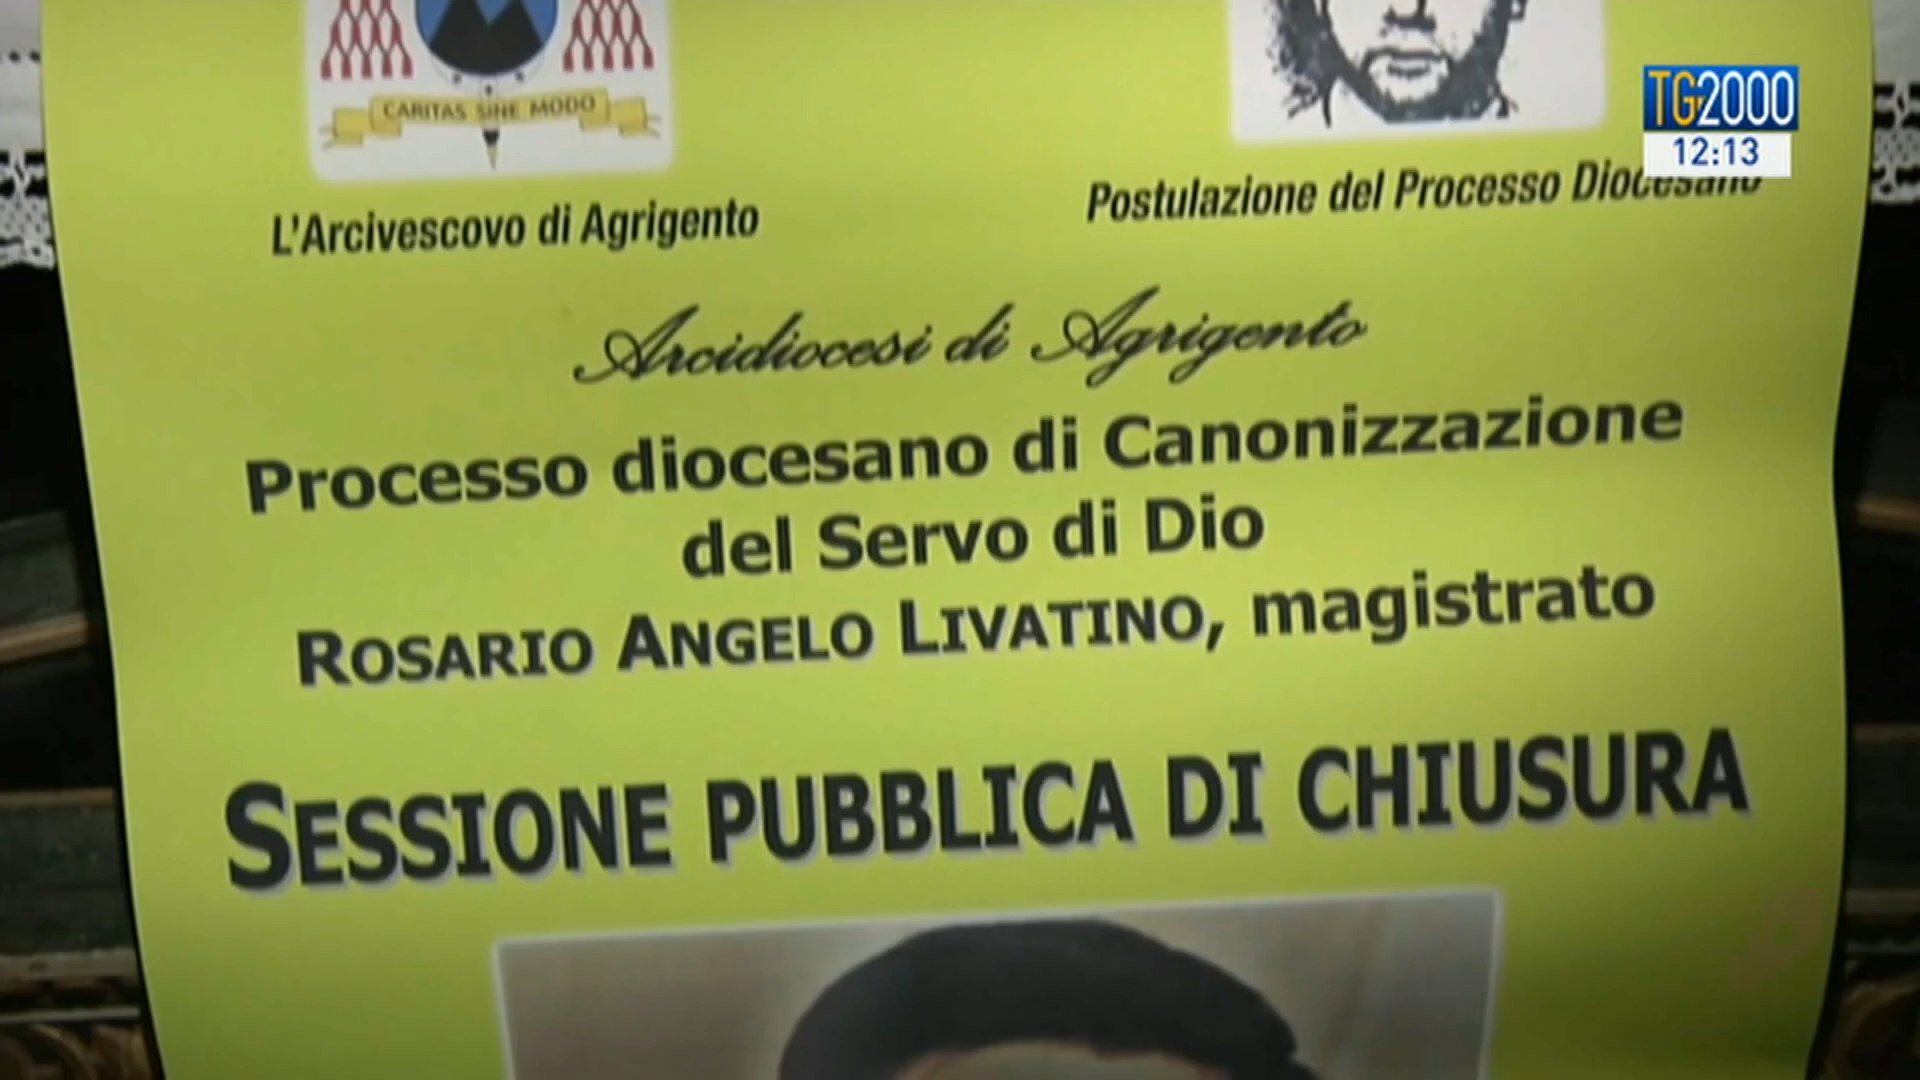 CARITAS SINE MODO
TG2000
12:13
L'Arcivescovo di Agrigento
Postulazione del Processo Diocesano
Arcidiocesi di Agrigento
Processo diocesano di Canonizzazione
del Servo di Dio
ROSARIO ANGELO LIVATINO, magistrato
SESSIONE PUBBLICA DI CHIUSURA